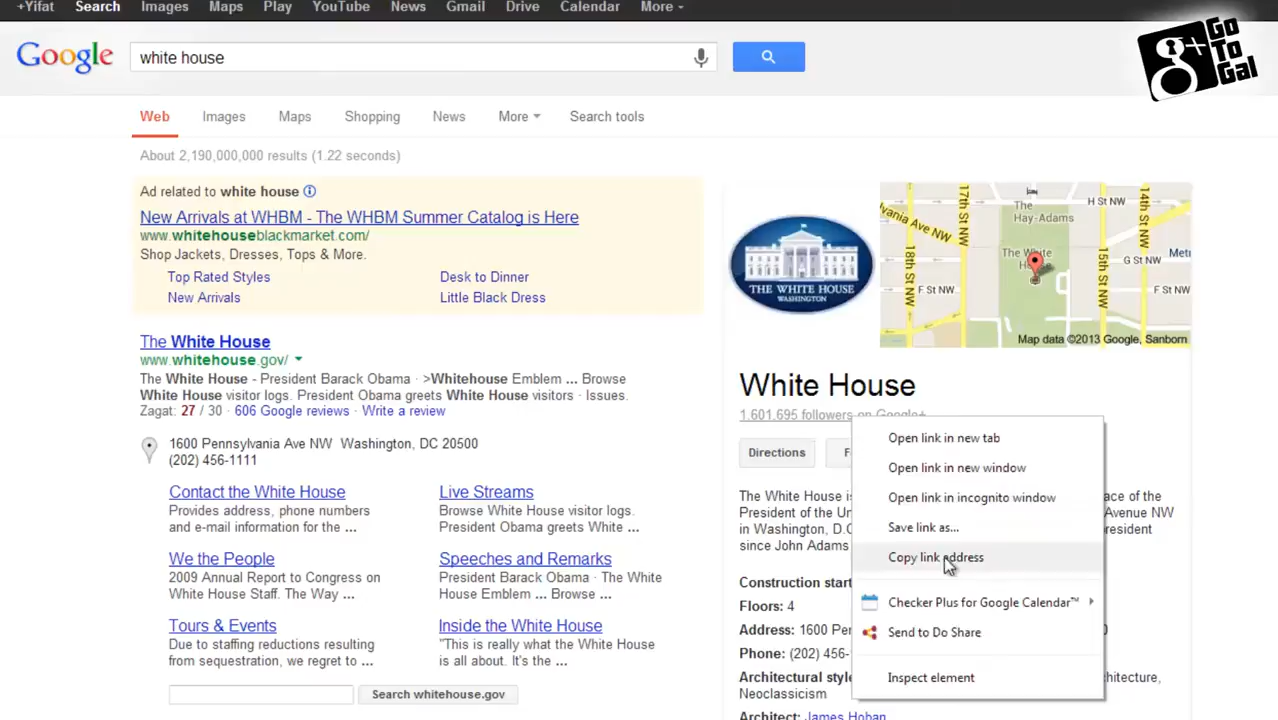 +Yifat Search Images Maps Play YouTube News Gmail Drive Calendar More
Go
To
Gal
g+
Google white house
Web Images Maps Shopping News More Search tools
About 2,190,000,000 results (1.22 seconds)
Ad related to white house
New Arrivals at WHBM - The WHBM Summer Catalog is Here
www.whitehouseblackmarket.com/
Shop Jackets, Dresses, Tops & More.
Top Rated Styles Desk to Dinner
New Arrivals Little Black Dress
The White House
www.whitehouse.gov/
The White House - President Barack Obama · >Whitehouse Emblem ... Browse
White House visitor logs. President Obama greets White House visitors · Issues.
Zagat: 27 / 30 · 606 Google reviews · Write a review
1600 Pennsylvania Ave NW Washington, DC 20500
(202) 456-1111
Contact the White House
Provides address, phone numbers
and e-mail information for the ...
Live Streams
Browse White House visitor logs.
President Obama greets White ...
We the People
2009 Annual Report to Congress on
White House Staff. The Way ...
Speeches and Remarks
President Barack Obama · The White
House Emblem ... Browse ...
Tours & Events
Due to staffing reductions resulting
from sequestration, we regret to ...
Inside the White House
"This is really what the White House
is all about. It's the ...
Search whitehouse.gov
THE WHITE HOUSE
WASHINGTON
17th St NW
14th St NW
H St NW
The
Hay-Adams
vania Ave NW
The White
18th St NW
15th St NW
G St NW
Metr
F St NW
F St NW
Map data ©2013 Google, Sanborn
White House
1,601,695 followers on Google+
Directions
The White House is
President of the Un
in Washington, D.C
since John Adams
ace of the
Avenue NW
resident
Construction start
Floors: 4
Address: 1600 Per
Phone: (202) 456-
Architectural style
chitecture,
Neoclassicism
Architect: James Hoban
Open link in new tab
Open link in new window
Open link in incognito window
Save link as...
Copy link address
Checker Plus for Google Calendar™
Send to Do Share
Inspect element